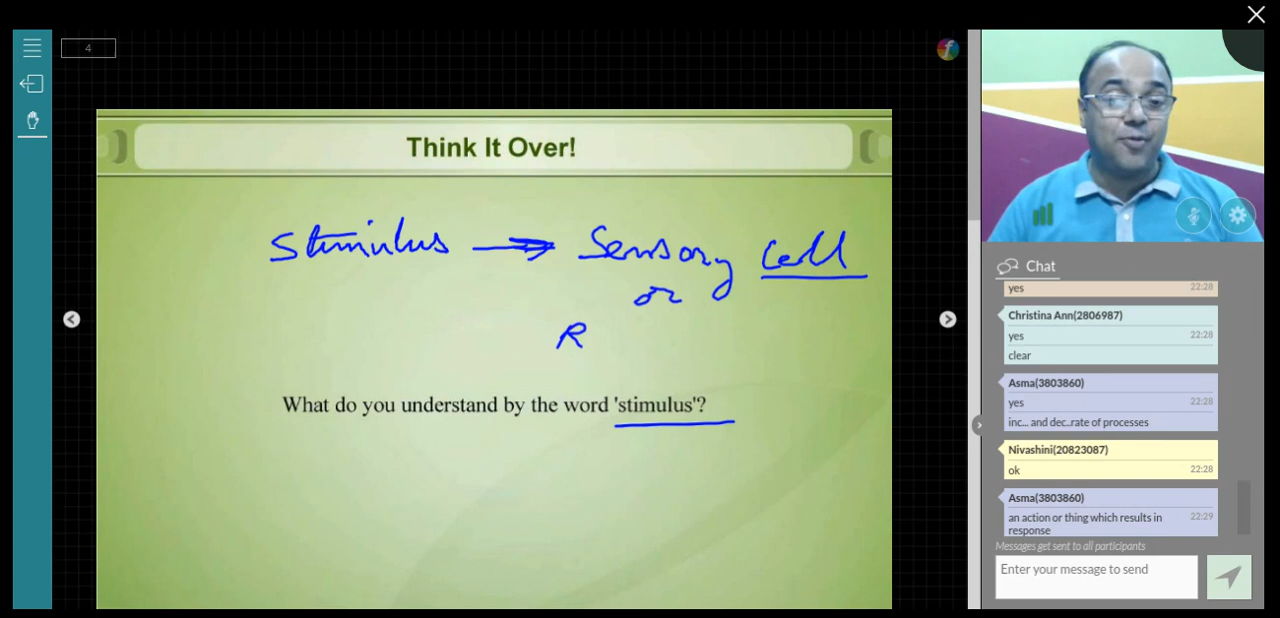 4
Think It Over!
Stimulus → Sensory cell
or
R
What do you understand by the word 'stimulus'?
Chat
yes 22:28
Christina Ann(2806987)
yes 22:28
clear
Asma(3803860)
yes 22:28
inc... and dec..rate of processes
Nivashini(20823087)
ok 22:28
Asma(3803860)
an action or thing which results in 22:29
response
Messages get sent to all participants
Enter your message to send